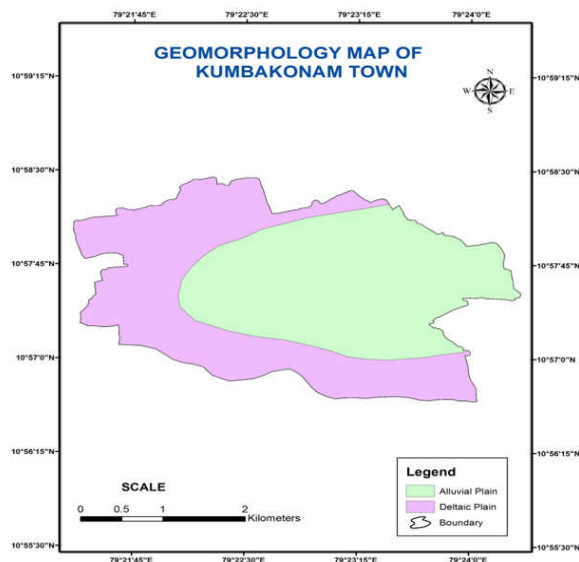 79°21'45"E 79°22'30"E 79°23'15"E 79°24'0"E
GEOMORPHOLOGY MAP OF
KUMBAKONAM TOWN
N
W E
S
10°59'15"N 10°59'15"N
10°58'30"N 10°58'30"N
10°57'45"N 10°57'45"N
10°57'0"N 10°57'0"N
10°56'15"N 10°56'15"N
10°55'30"N 10°55'30"N
SCALE
0 0.5 1 2
Kilometers
Legend
Alluvial Plain
Deltaic Plain
Boundary
79°21'45"E 79°22'30"E 79°23'15"E 79°24'0"E